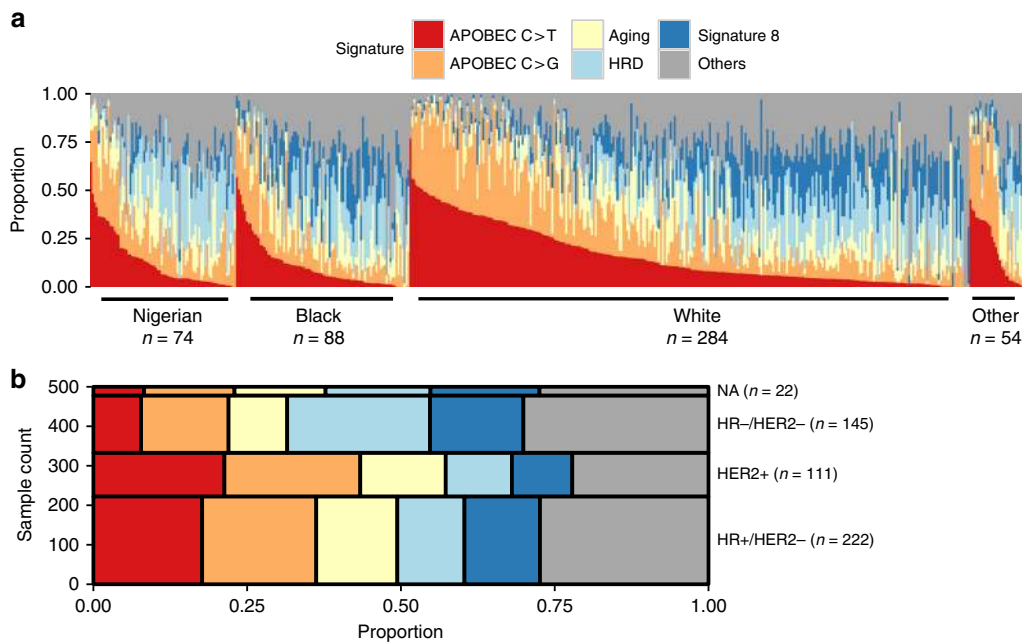 a
Signature
APOBEC C>T
Aging
Signature 8
APOBEC C>G
HRD
Others
Proportion
1.00
0.75
0.50
0.25
0.00
Nigerian
n = 74
Black
n = 88
White
n = 284
Other
n = 54
b
Sample count
500
400
300
200
100
0
NA (n = 22)
HR–/HER2– (n = 145)
HER2+ (n = 111)
HR+/HER2– (n = 222)
0.00
0.25
0.50
0.75
1.00
Proportion